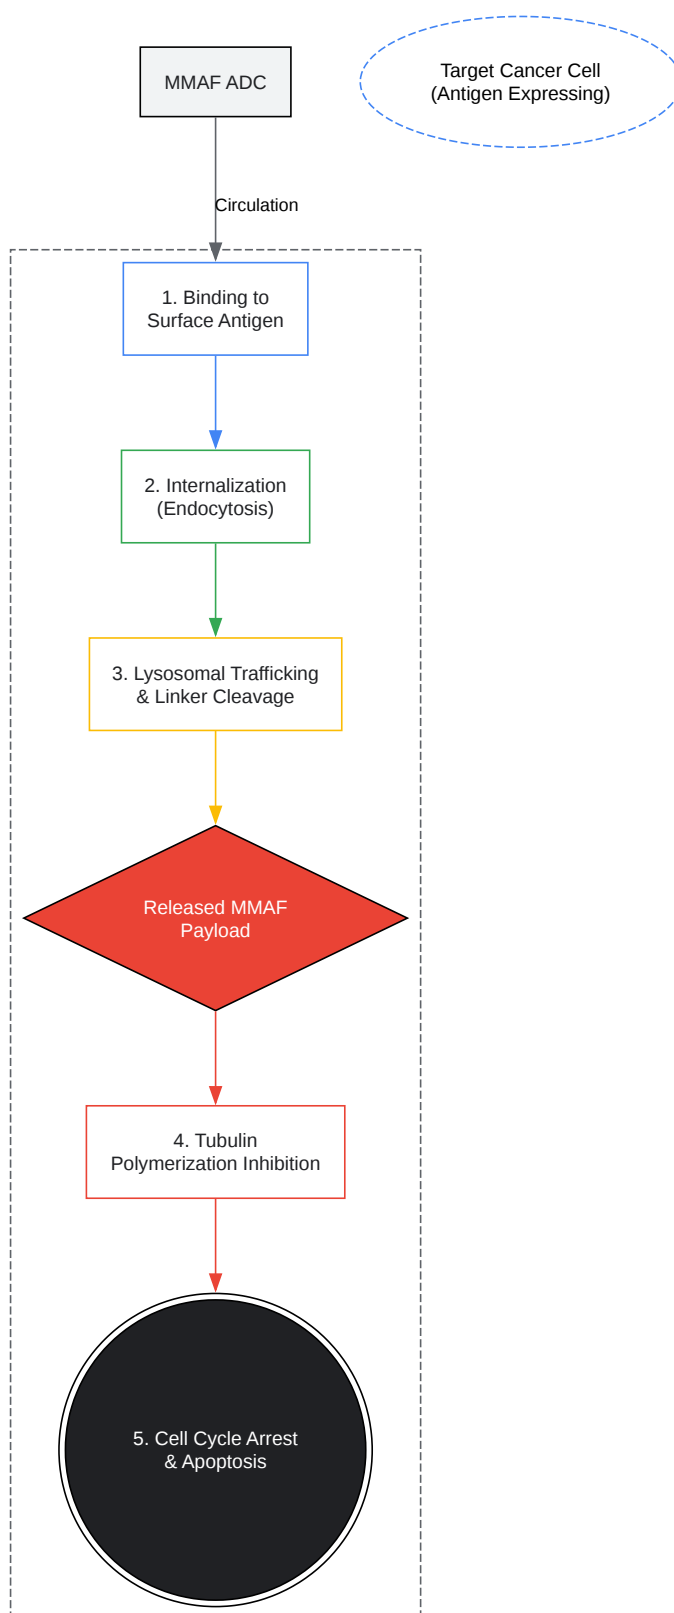 MMAF ADC
Target Cancer Cell
(Antigen Expressing)
Circulation
1. Binding to
Surface Antigen
2. Internalization
(Endocytosis)
3. Lysosomal Trafficking
& Linker Cleavage
Released MMAF
Payload
4. Tubulin
Polymerization Inhibition
5. Cell Cycle Arrest
& Apoptosis